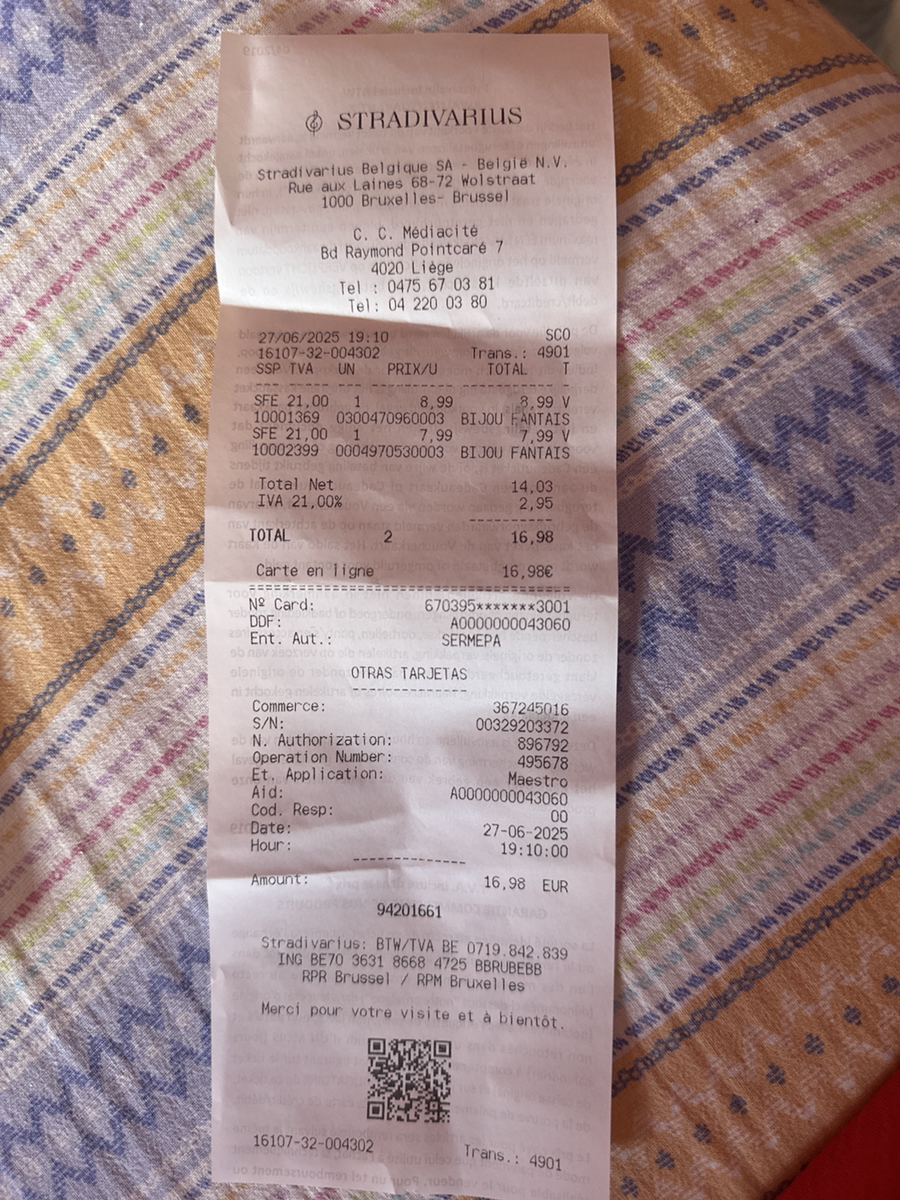 STRADIVARIUS
Stradivarius Belgique SA - België N.V.
Rue aux Laines 68-72 Wolstraat
1000 Bruxelles- Brussel
C. C. Médiacité
Bd Raymond Pointcaré 7
4020 Liège
Tel : 0475 67 03 81
Tel: 04 220 03 80
27/06/2025 19:10 SCO
16107-32-004302 Trans.: 4901
SSP TVA UN PRIX/U TOTAL T
SFE 21,00 1 8,99 8,99 V
10001369 0300470960003 BIJOU FANTAIS
SFE 21,00 1 7,99 7,99 V
10002399 0004970530003 BIJOU FANTAIS
Total Net 14,03
IVA 21,00% 2,95
TOTAL 2 16,98
Carte en ligne 16,98€
Nº Card: 670395*******3001
DDF: A0000000043060
Ent. Aut.: SERMEPA
OTRAS TARJETAS
Commerce: 367245016
S/N: 00329203372
N. Authorization: 896792
Operation Number: 495678
Et. Application: Maestro
Aid: A0000000043060
Cod. Resp: 00
Date: 27-06-2025
Hour: 19:10:00
Amount: 16,98 EUR
94201661
Stradivarius: BTW/TVA BE 0719.842.839
ING BE70 3631 8668 4725 BBRUBEBB
RPR Brussel / RPM Bruxelles
Merci pour votre visite et à bientôt.
16107-32-004302 Trans.: 4901